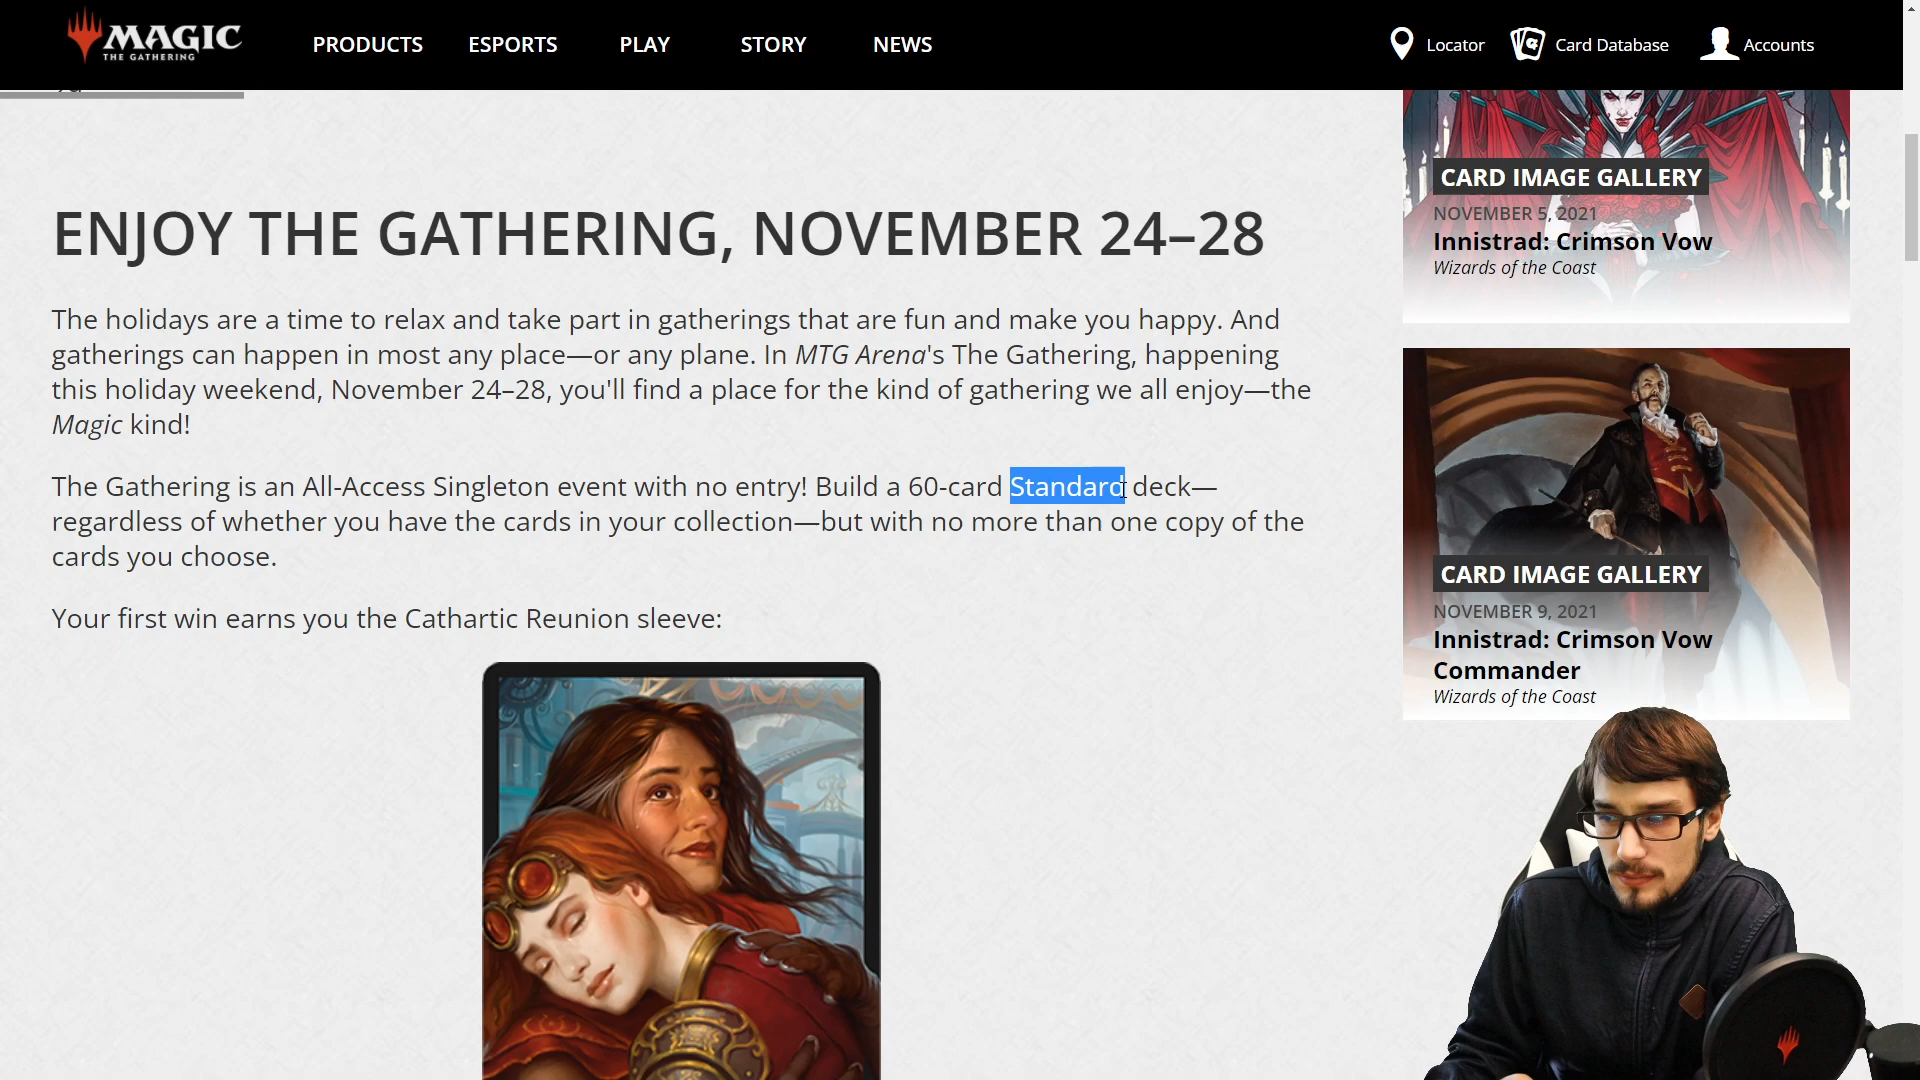 MAGIC
THE GATHERING
PRODUCTS
ESPORTS
PLAY
STORY
NEWS
Locator
Card Database
Accounts
ENJOY THE GATHERING, NOVEMBER 24–28
The holidays are a time to relax and take part in gatherings that are fun and make you happy. And
gatherings can happen in most any place—or any plane. In MTG Arena's The Gathering, happening
this holiday weekend, November 24–28, you'll find a place for the kind of gathering we all enjoy—the
Magic kind!
The Gathering is an All-Access Singleton event with no entry! Build a 60-card Standard deck—
regardless of whether you have the cards in your collection—but with no more than one copy of the
cards you choose.
Your first win earns you the Cathartic Reunion sleeve:
CARD IMAGE GALLERY
NOVEMBER 5, 2021
Innistrad: Crimson Vow
Wizards of the Coast
CARD IMAGE GALLERY
NOVEMBER 9, 2021
Innistrad: Crimson Vow
Commander
Wizards of the Coast